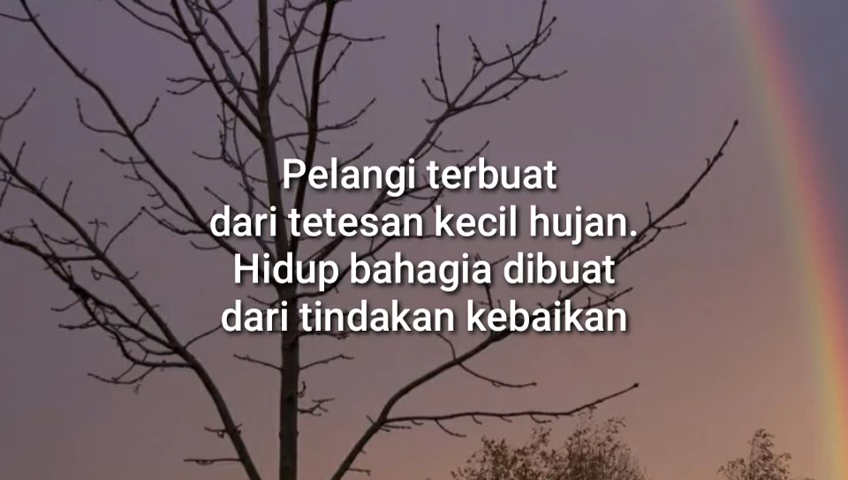 Pelangi terbuat
dari tetesan kecil hujan.
Hidup bahagia dibuat
dari tindakan kebaikan